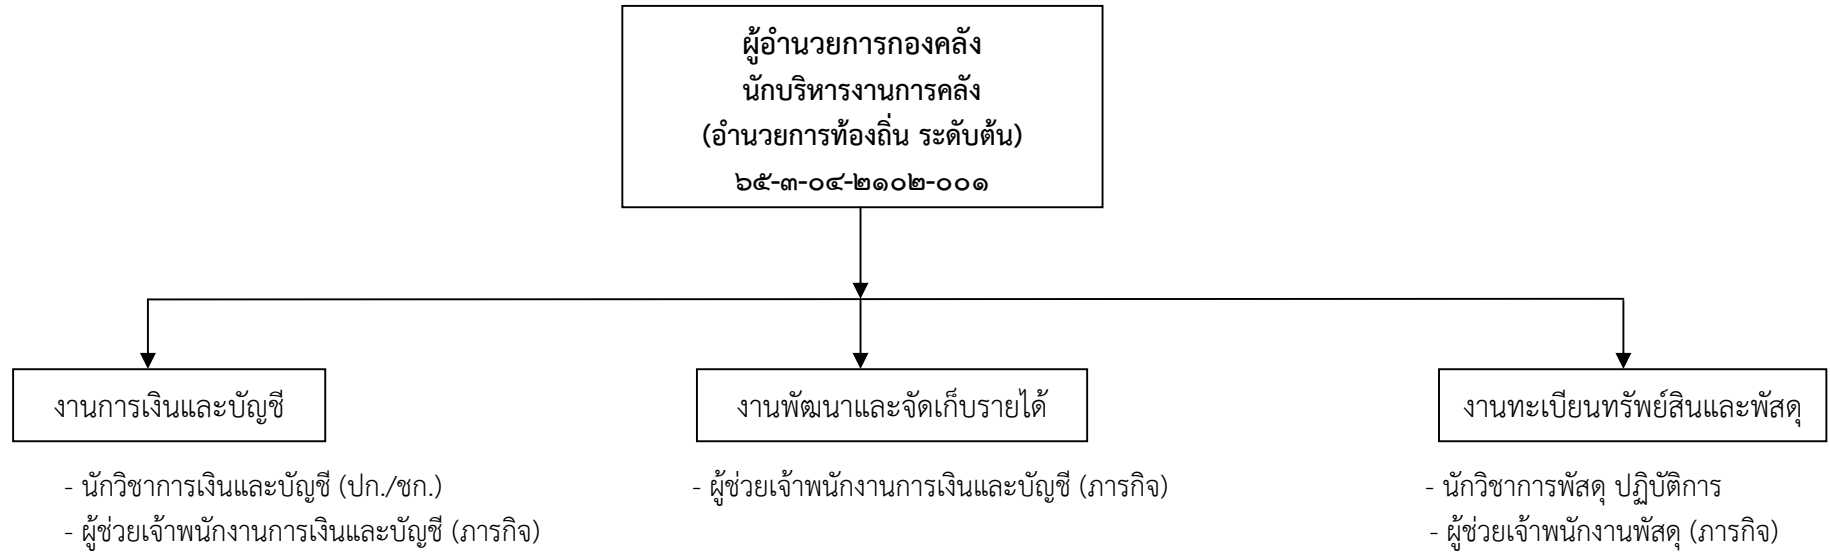 ผู้อำนวยการกองคลัง
นักบริหารงานการคลัง
(อำนวยการท้องถิ่น ระดับต้น)
๖๕-๓-๐๔-๒๑๐๒-๐๐๑
งานการเงินและบัญชี
- นักวิชาการเงินและบัญชี (ปก./ชก.)
- ผู้ช่วยเจ้าพนักงานการเงินและบัญชี (ภารกิจ)
งานพัฒนาและจัดเก็บรายได้
- ผู้ช่วยเจ้าพนักงานการเงินและบัญชี (ภารกิจ)
งานทะเบียนทรัพย์สินและพัสดุ
- นักวิชาการพัสดุ ปฏิบัติการ
- ผู้ช่วยเจ้าพนักงานพัสดุ (ภารกิจ)